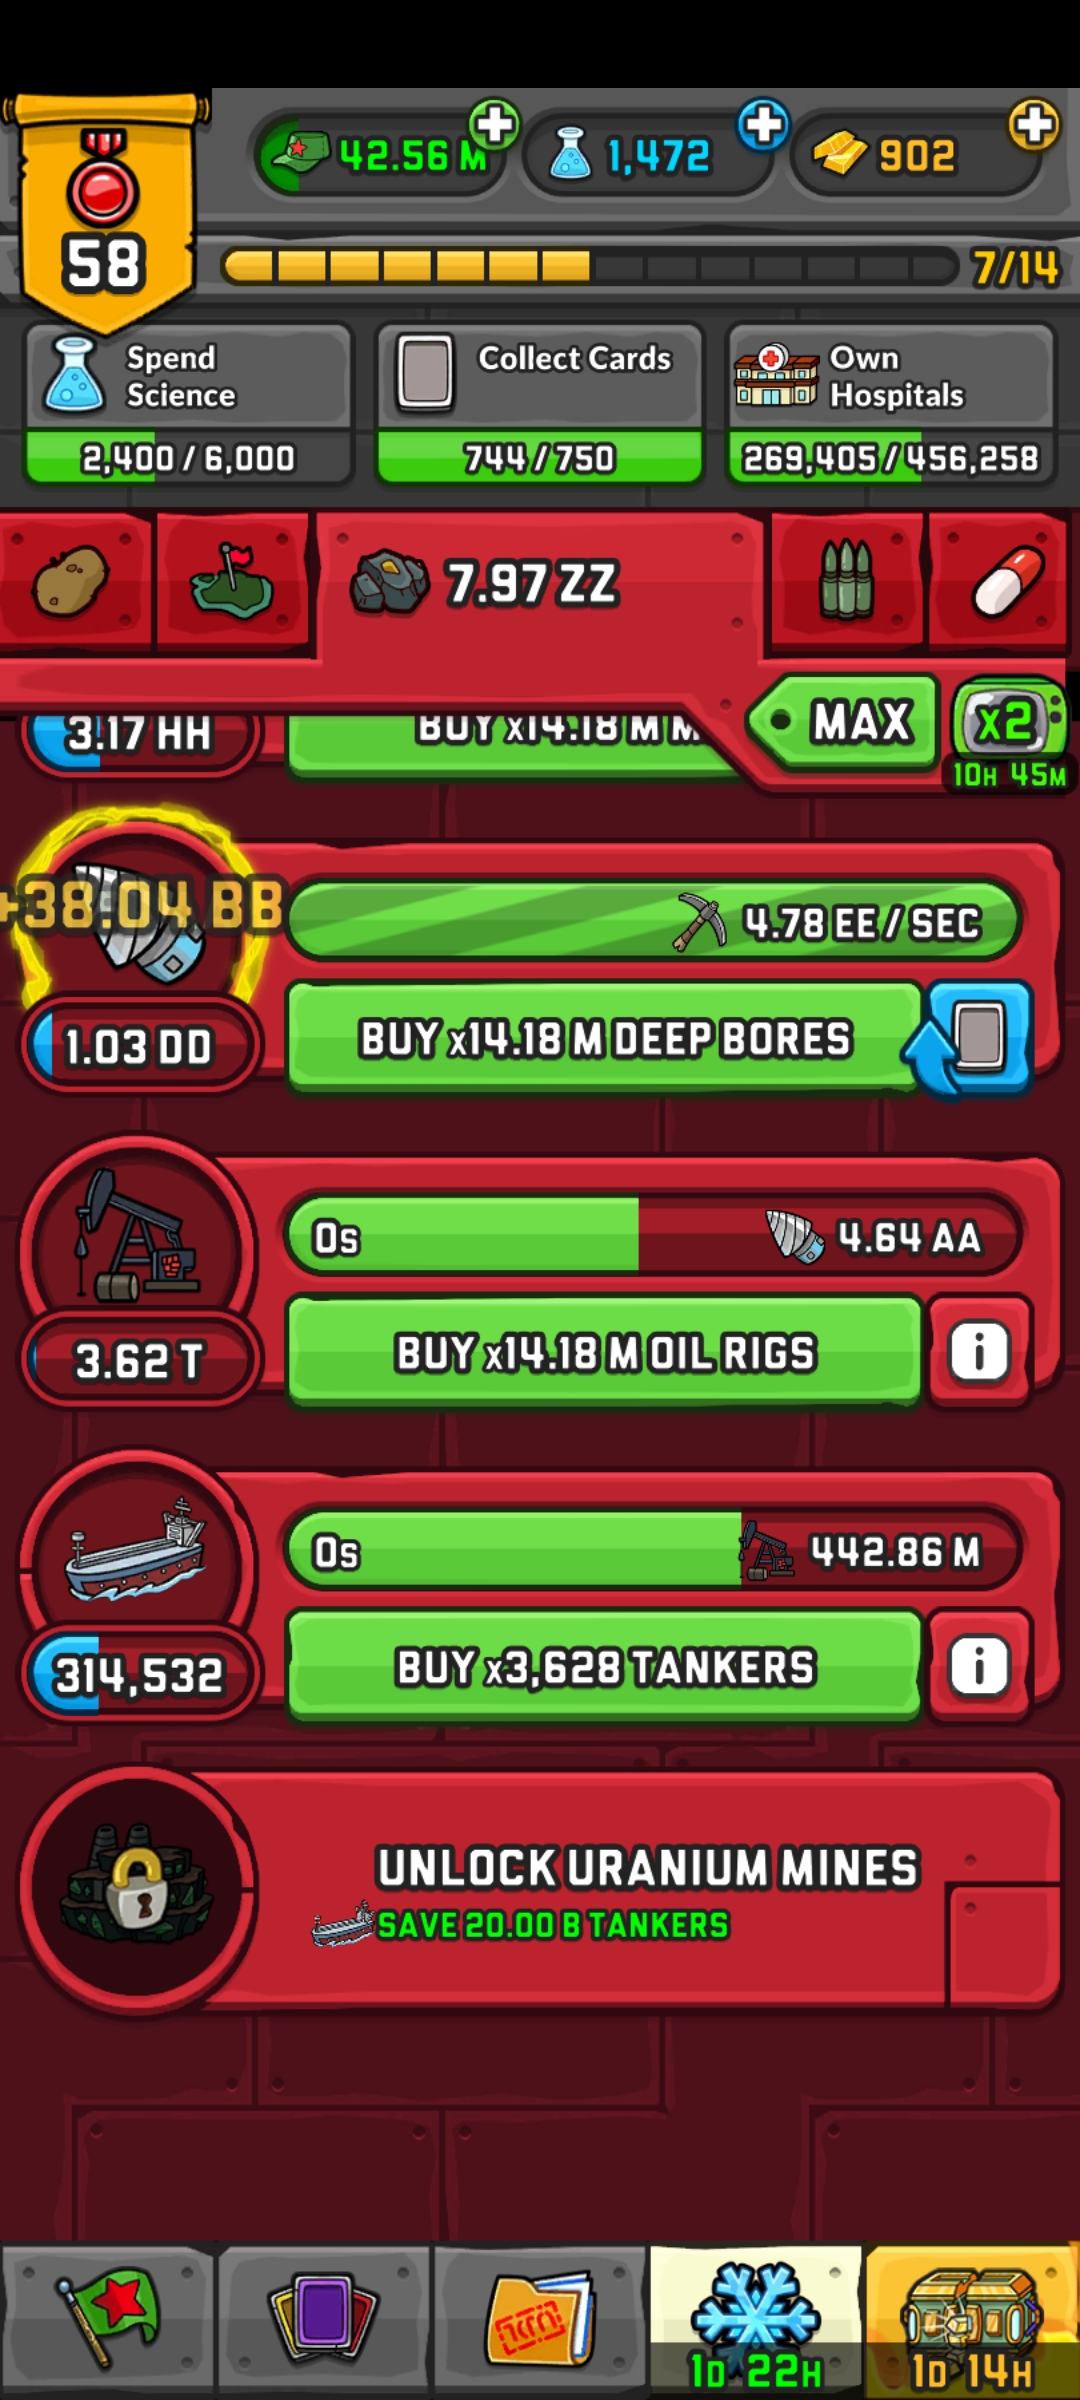 42.56 M
1,472
902
58
7/14
Spend
Science
2,400 / 6,000
Collect Cards
744 / 750
Own
Hospitals
269,405 / 456,258
7.97 ZZ
MAX
x2
10H 45M
3.17 HH
BUY x14.18 M M
+38.04 BB
4.78 EE / SEC
1.03 DD
BUY x14.18 M DEEP BORES
0s
4.64 AA
3.62 T
BUY x14.18 M OIL RIGS
i
0s
442.86 M
314,532
BUY x3,628 TANKERS
i
UNLOCK URANIUM MINES
SAVE 20.00 B TANKERS
1D 22H
1D 14H